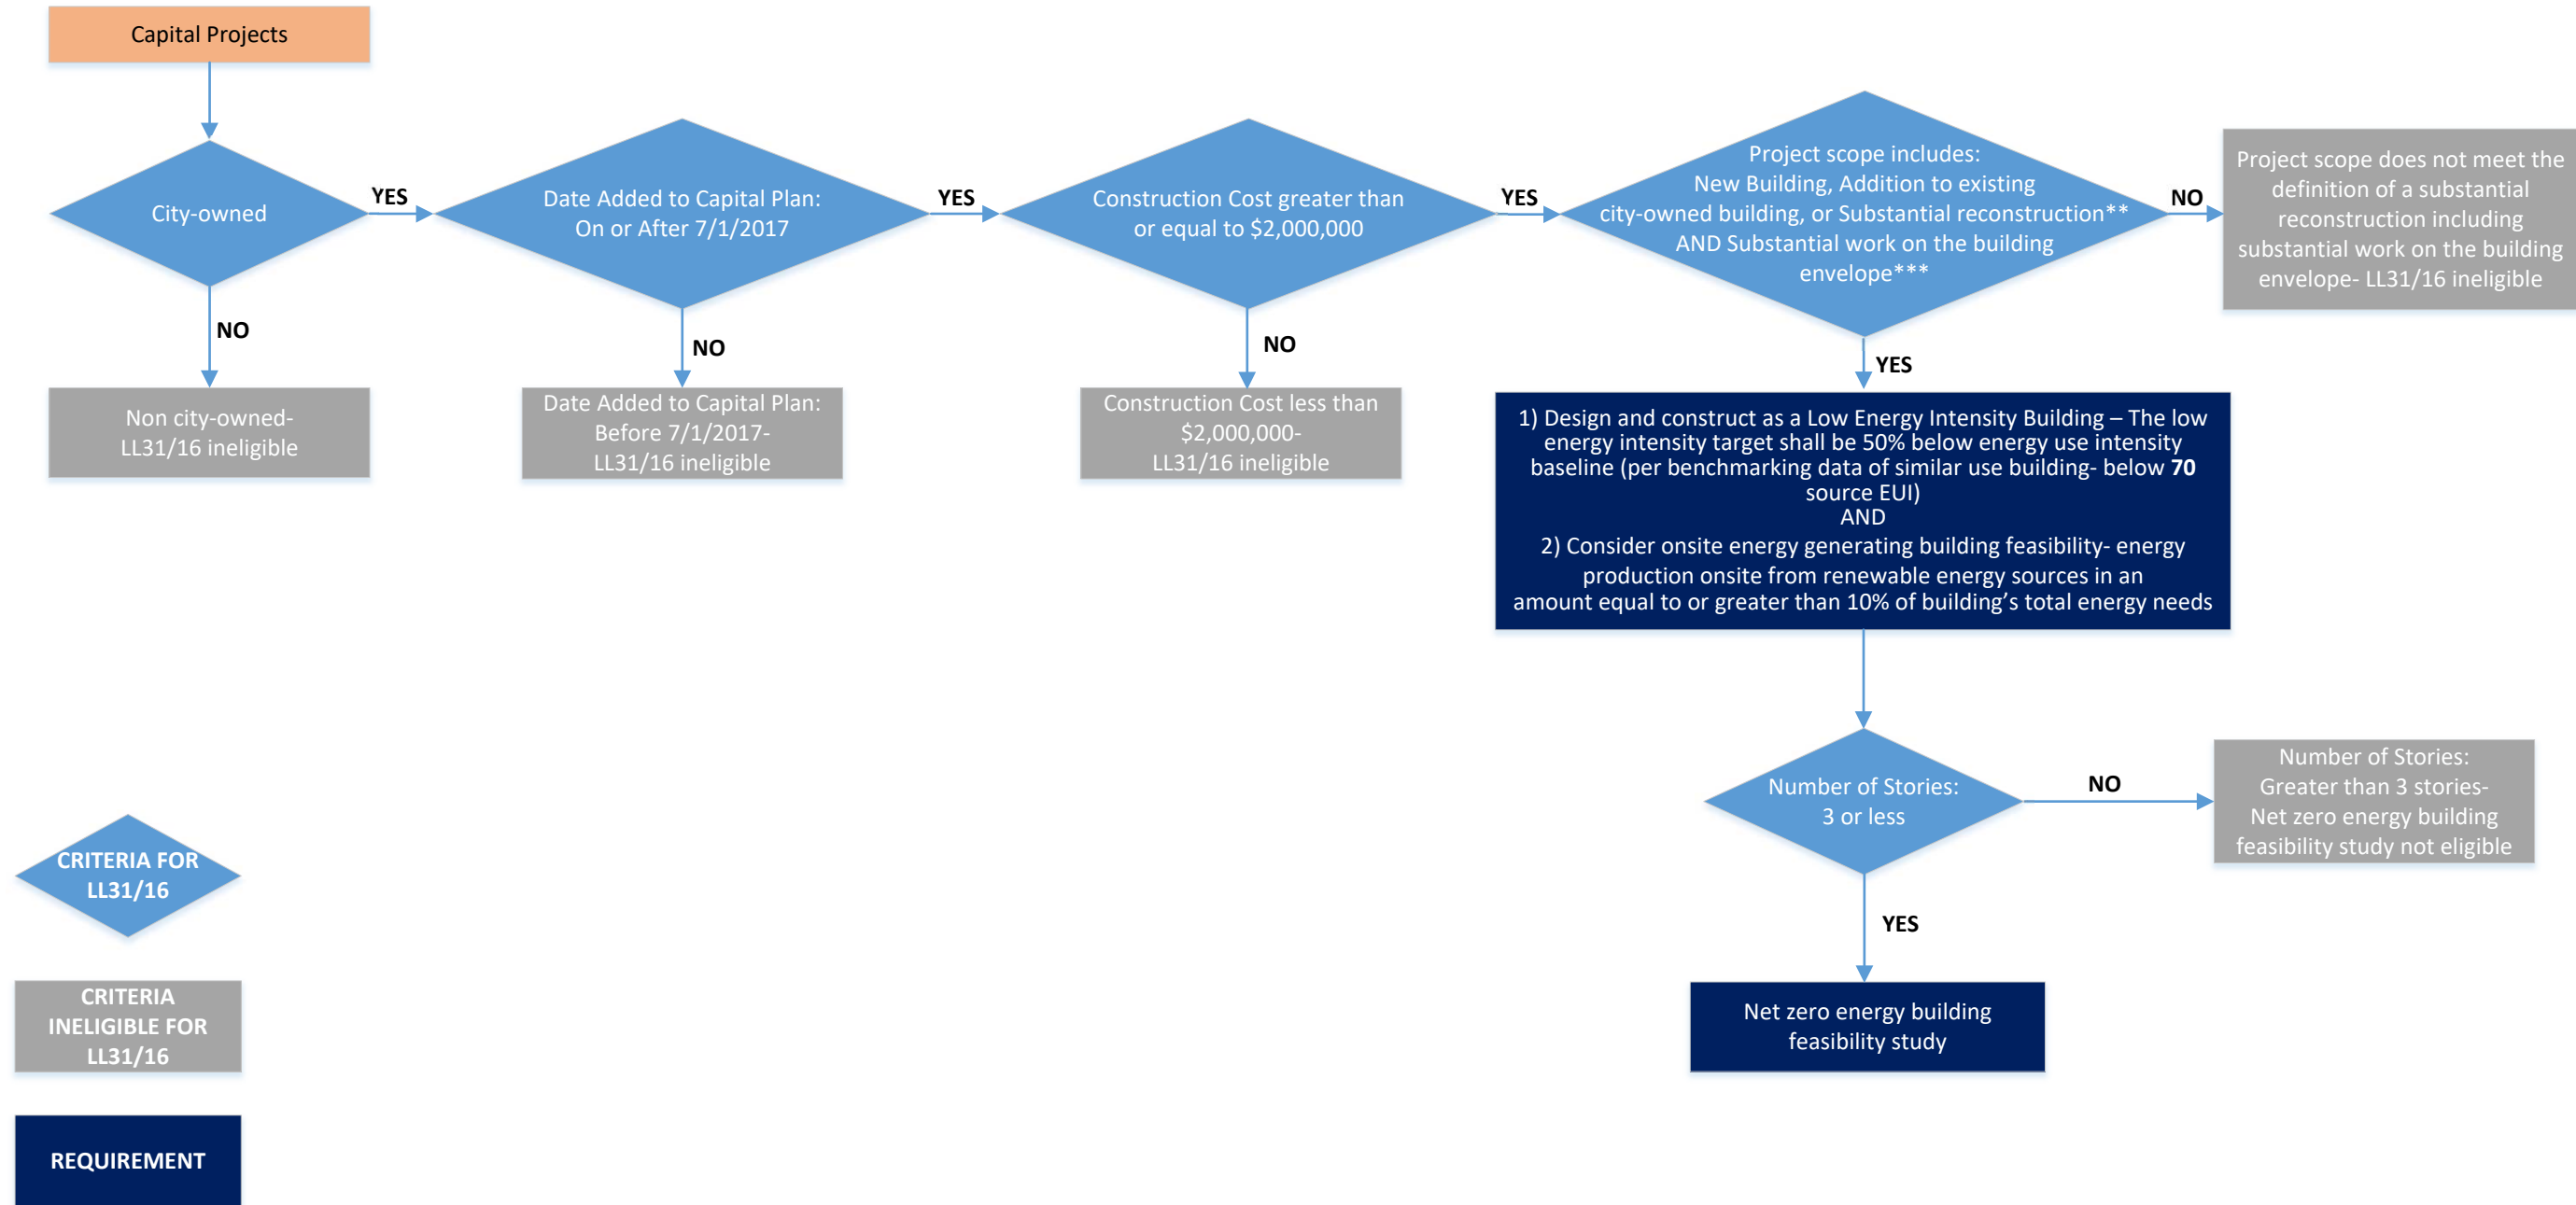 Capital Projects
City-owned
YES
Date Added to Capital Plan:
On or After 7/1/2017
YES
Construction Cost greater than
or equal to $2,000,000
YES
Project scope includes:
New Building, Addition to existing
city-owned building, or Substantial reconstruction**
AND Substantial work on the building
envelope***
NO
Project scope does not meet the
definition of a substantial
reconstruction including
substantial work on the building
envelope- LL31/16 ineligible
NO
NO
NO
YES
Non city-owned-
LL31/16 ineligible
Date Added to Capital Plan:
Before 7/1/2017-
LL31/16 ineligible
Construction Cost less than
$2,000,000-
LL31/16 ineligible
1) Design and construct as a Low Energy Intensity Building – The low
energy intensity target shall be 50% below energy use intensity
baseline (per benchmarking data of similar use building- below 70
source EUI)
AND
2) Consider onsite energy generating building feasibility- energy
production onsite from renewable energy sources in an
amount equal to or greater than 10% of building’s total energy needs
Number of Stories:
3 or less
NO
Number of Stories:
Greater than 3 stories-
Net zero energy building
feasibility study not eligible
YES
Net zero energy building
feasibility study
CRITERIA FOR
LL31/16
CRITERIA
INELIGIBLE FOR
LL31/16
REQUIREMENT